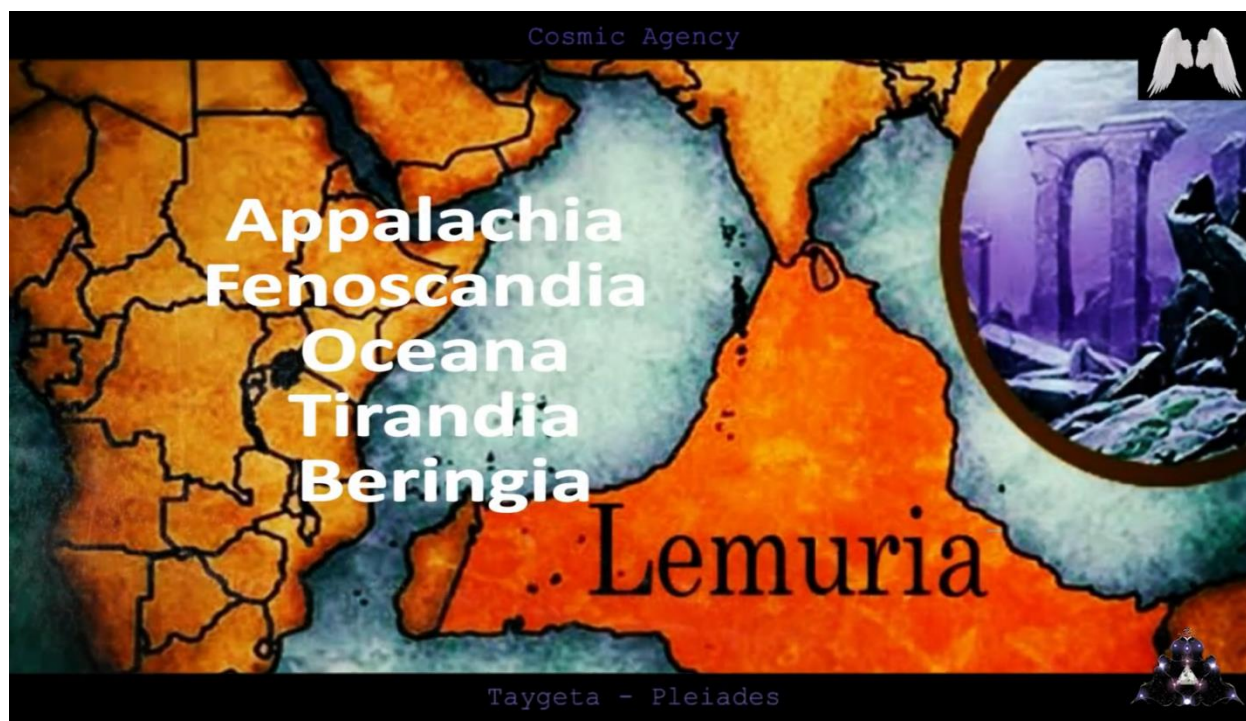 Cosmic Agency
Appalachia
Fenoscandia
Oceana
Tirandia
Beringia
Lemuria
Taygeta - Pleiades